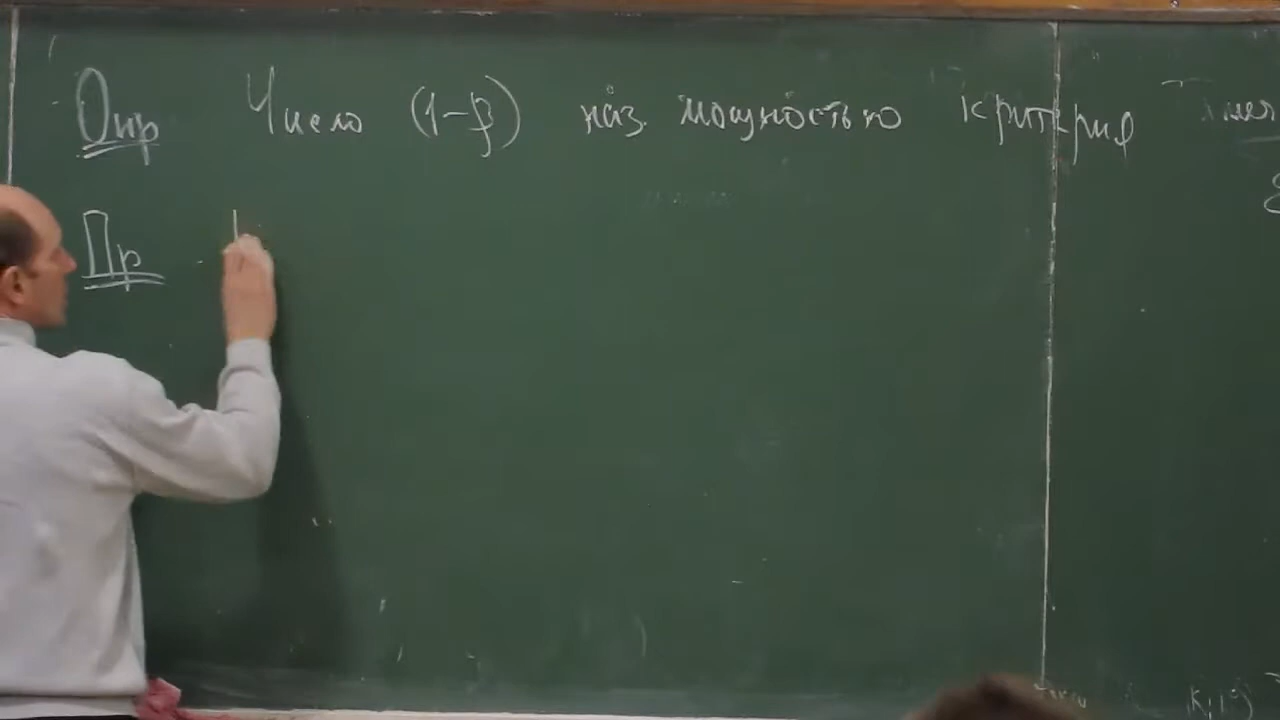 Опр Число (1-β) наз. мощностью критерия
Пр